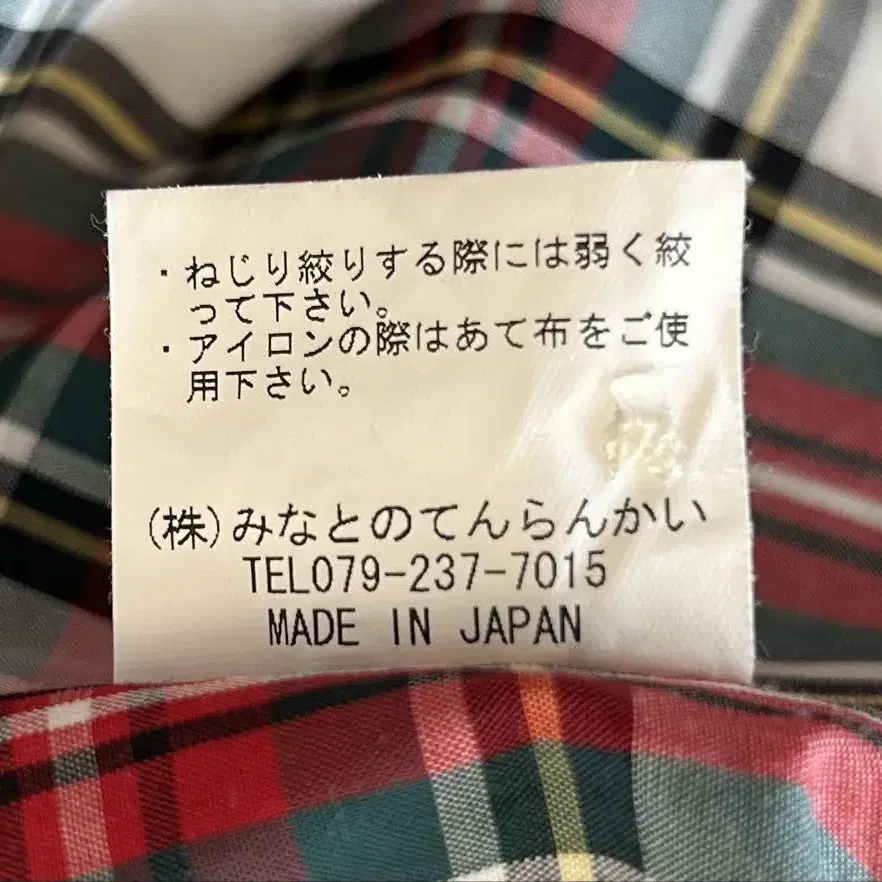 ・ねじり絞りする際には弱く絞
って下さい。
・アイロンの際はあて布をご使
用下さい。
(株)みなとのてんらんかい
TEL079-237-7015
MADE IN JAPAN